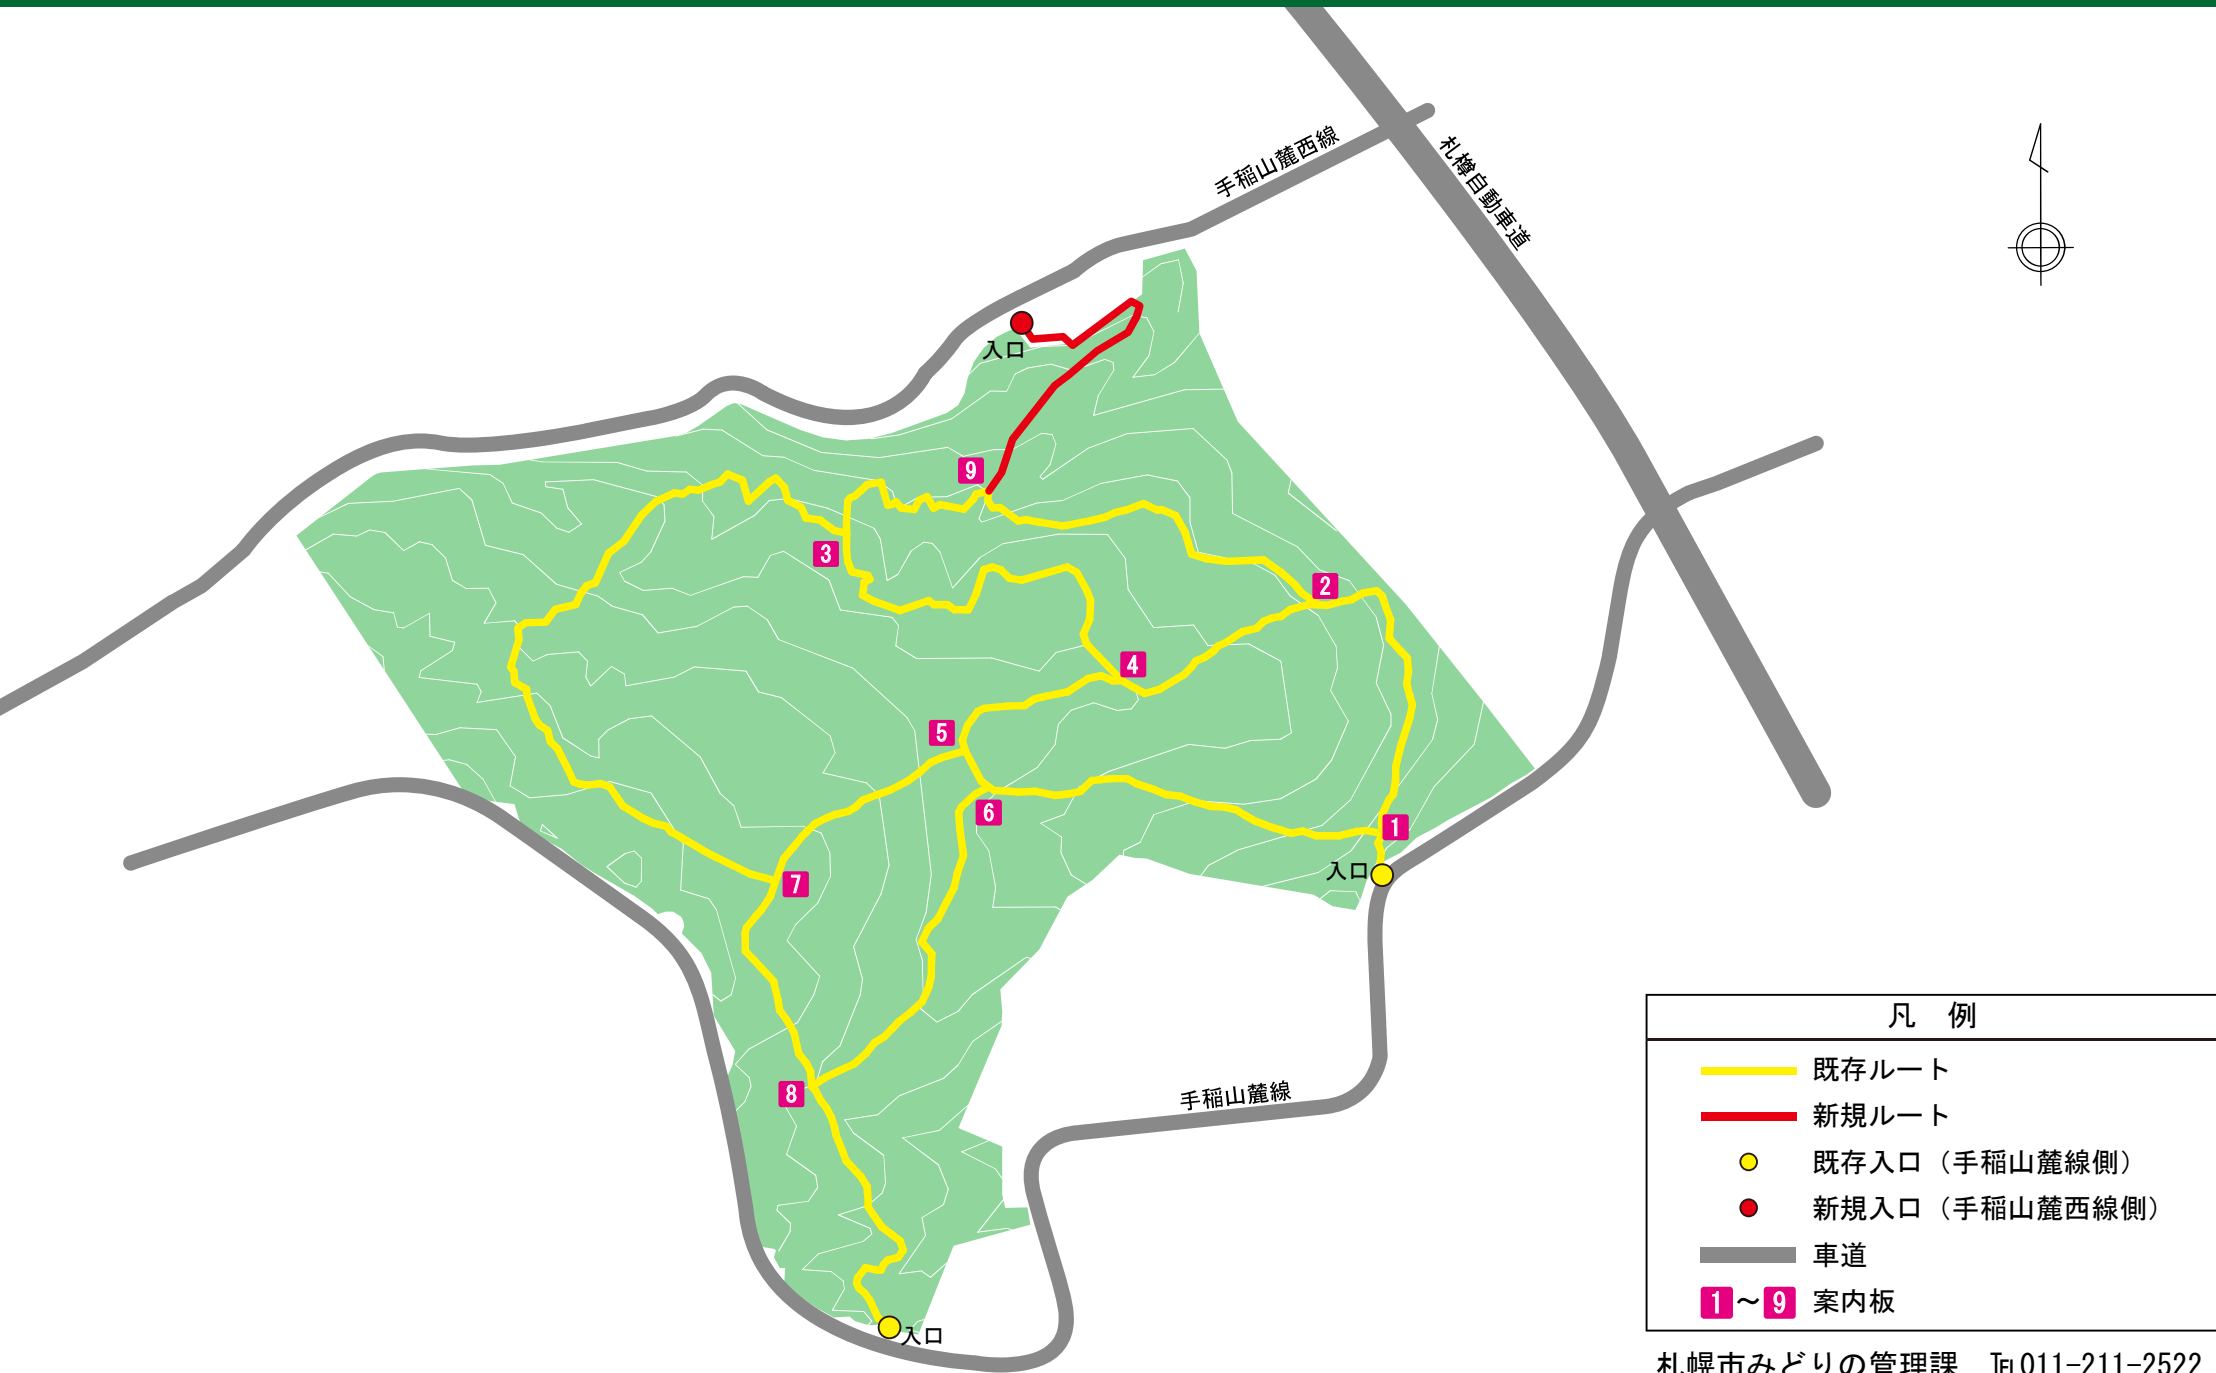 手稲山麓西線
札樽自動車道
入口
9
3
2
4
5
6
1
入口
7
8
手稲山麓線
入口
凡 例
既存ルート
新規ルート
既存入口（手稲山麓線側）
新規入口（手稲山麓西線側）
車道
1～9 案内板
札幌市みどりの管理課 ℡011-211-2522